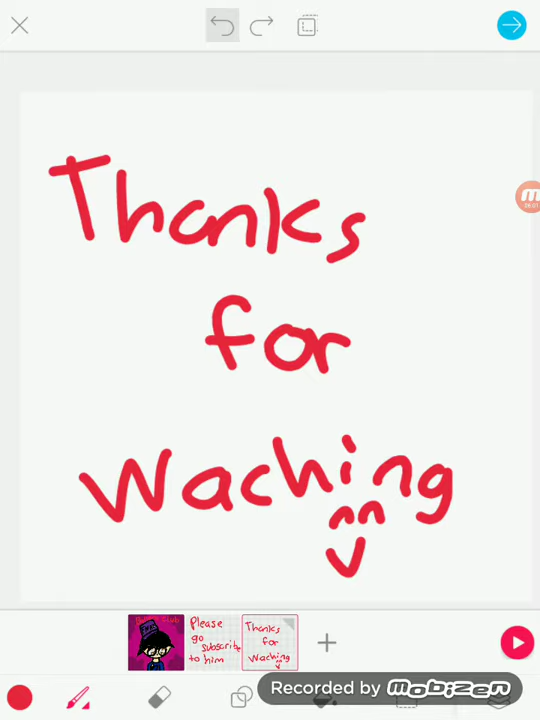 Thanks
for
Waching
Please
go
subscribe
to him
Thanks
for
Waching
Recorded by mobizen